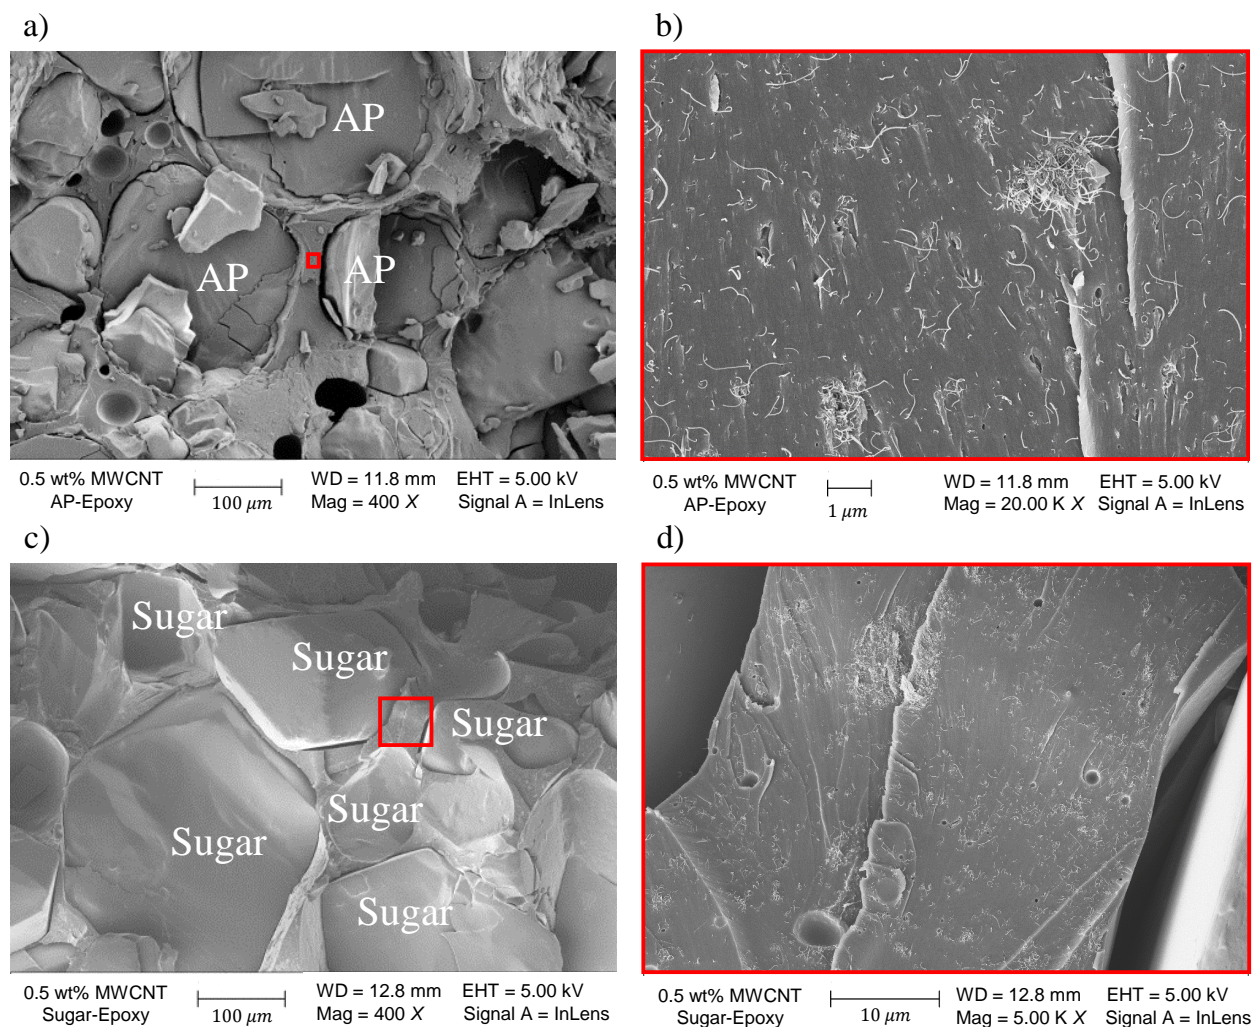 a)
b)
AP
AP
AP
0.5 wt% MWCNT
AP-Epoxy
100 μm
WD = 11.8 mm
Mag = 400 X
EHT = 5.00 kV
Signal A = InLens
0.5 wt% MWCNT
AP-Epoxy
1 μm
WD = 11.8 mm
Mag = 20.00 K X
EHT = 5.00 kV
Signal A = InLens
c)
d)
Sugar
Sugar
Sugar
Sugar
Sugar
Sugar
0.5 wt% MWCNT
Sugar-Epoxy
100 μm
WD = 12.8 mm
Mag = 400 X
EHT = 5.00 kV
Signal A = InLens
0.5 wt% MWCNT
Sugar-Epoxy
10 μm
WD = 12.8 mm
Mag = 5.00 K X
EHT = 5.00 kV
Signal A = InLens